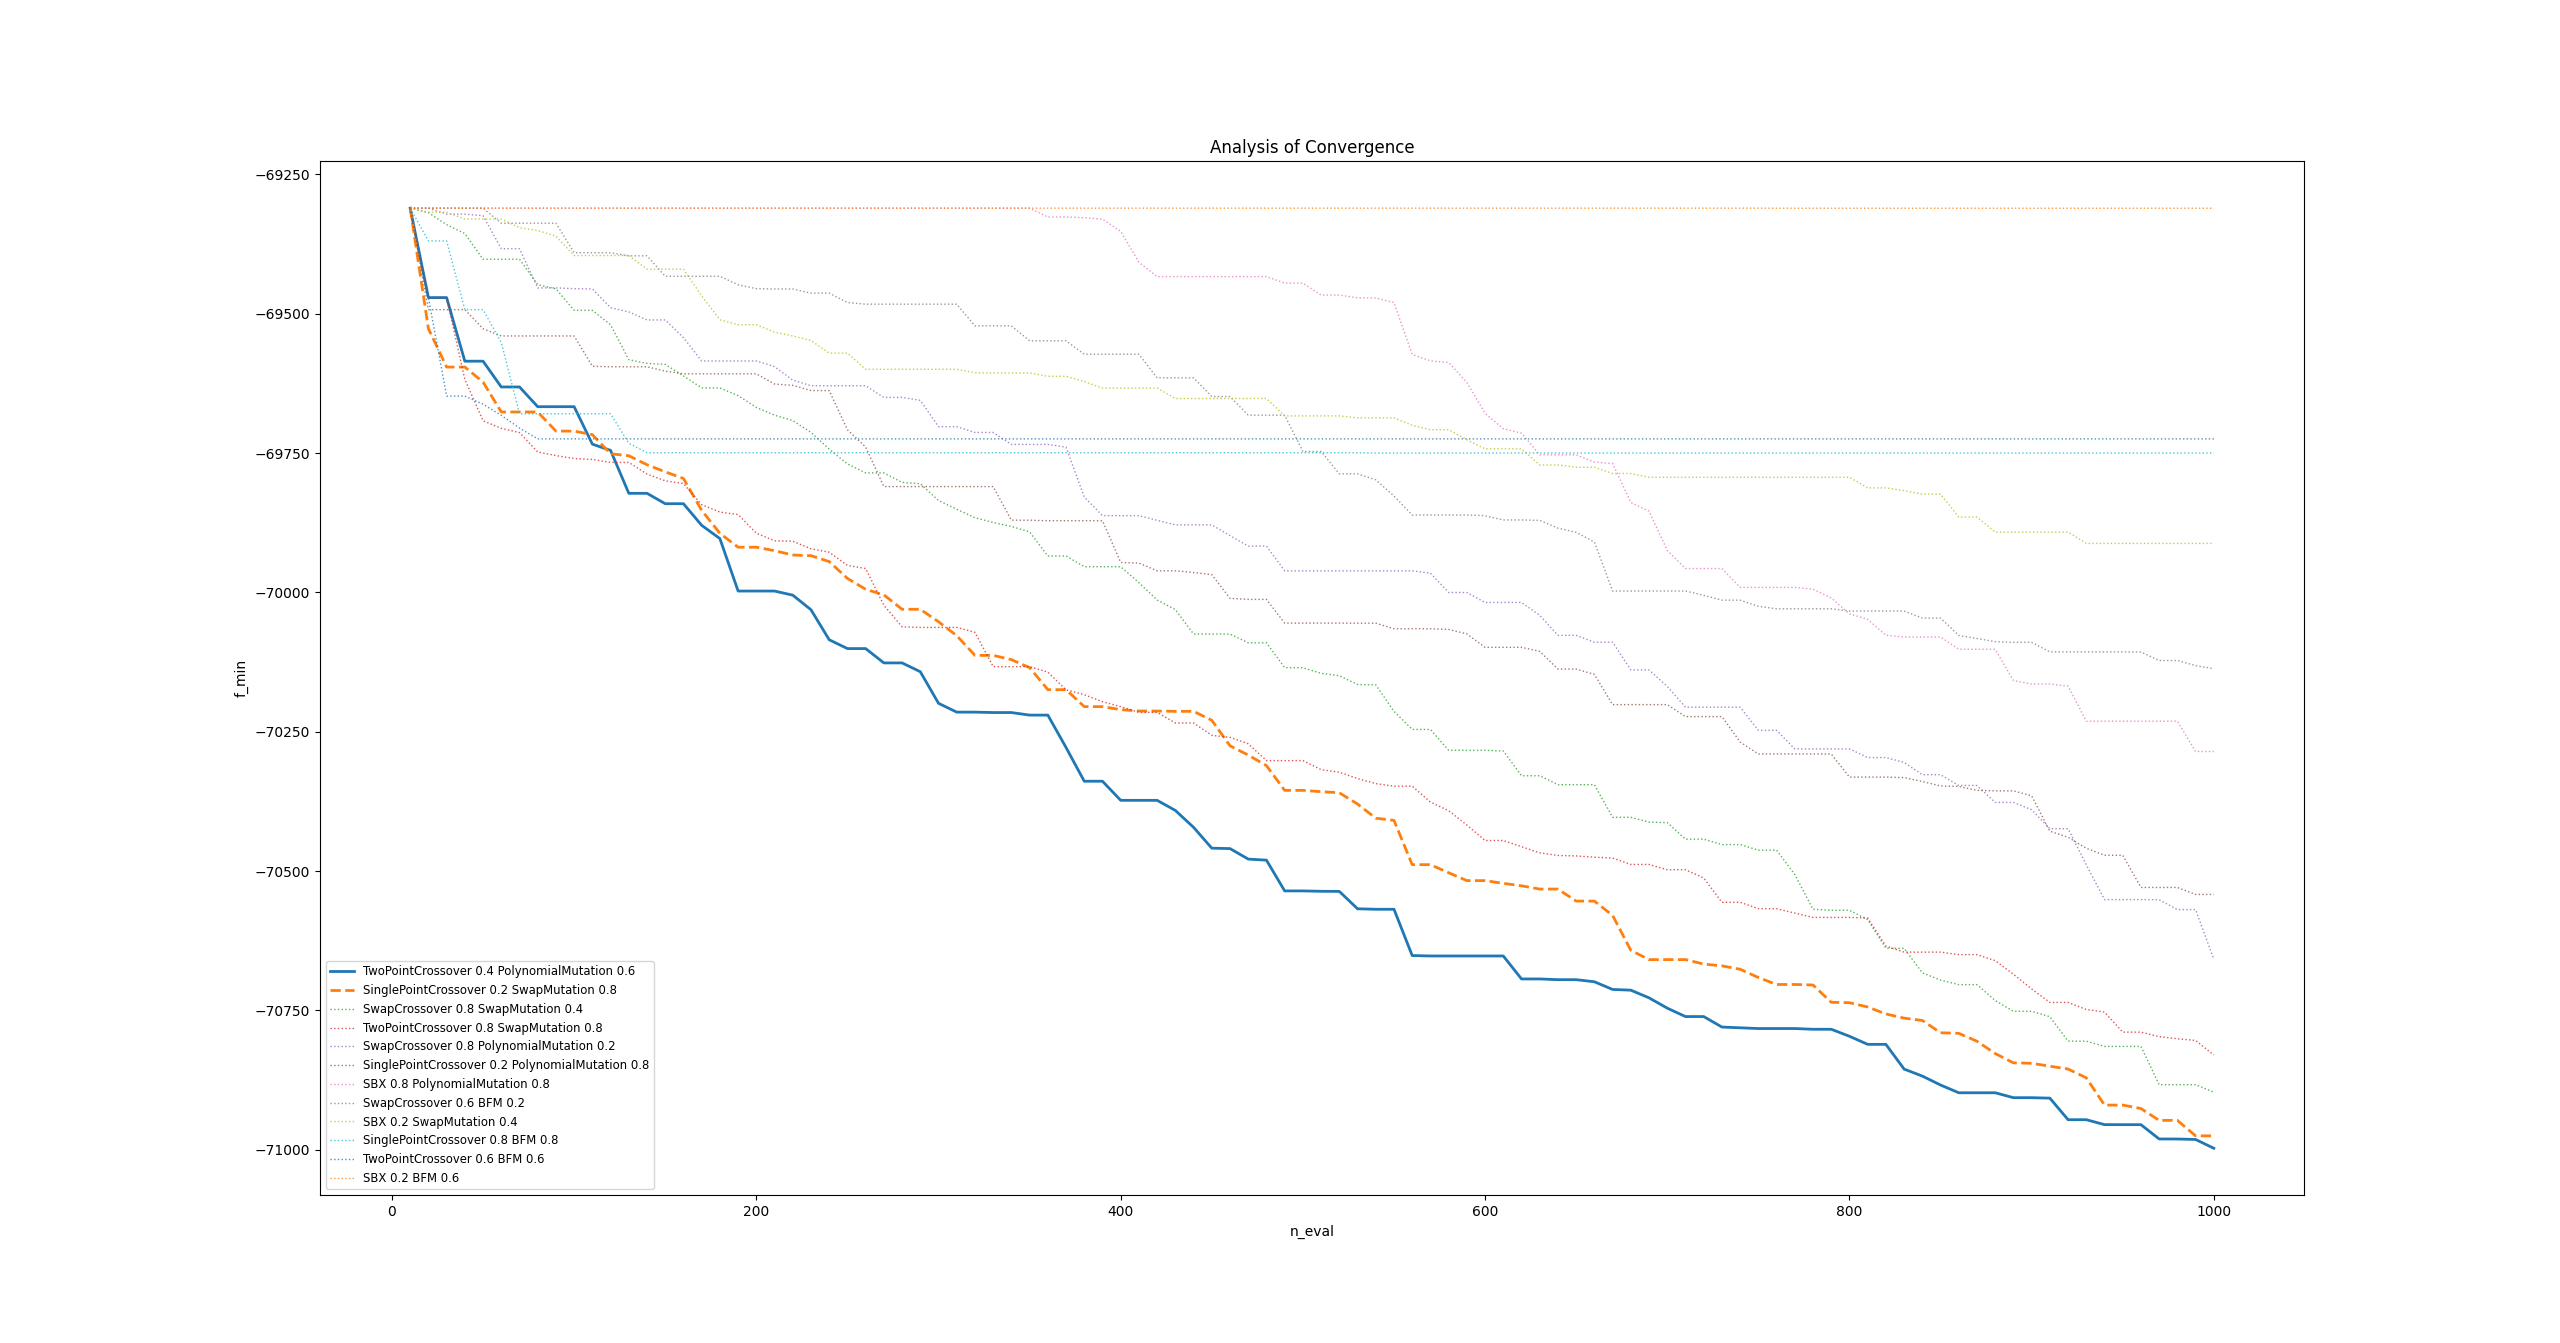 Analysis of Convergence
−69250
−69500
−69750
−70000
−70250
−70500
−70750
−71000
f_min
TwoPointCrossover 0.4 PolynomialMutation 0.6
SinglePointCrossover 0.2 SwapMutation 0.8
SwapCrossover 0.8 SwapMutation 0.4
TwoPointCrossover 0.8 SwapMutation 0.8
SwapCrossover 0.8 PolynomialMutation 0.2
SinglePointCrossover 0.2 PolynomialMutation 0.8
SBX 0.8 PolynomialMutation 0.8
SwapCrossover 0.6 BFM 0.2
SBX 0.2 SwapMutation 0.4
SinglePointCrossover 0.8 BFM 0.8
TwoPointCrossover 0.6 BFM 0.6
SBX 0.2 BFM 0.6
0 200 400 600 800 1000
n_eval